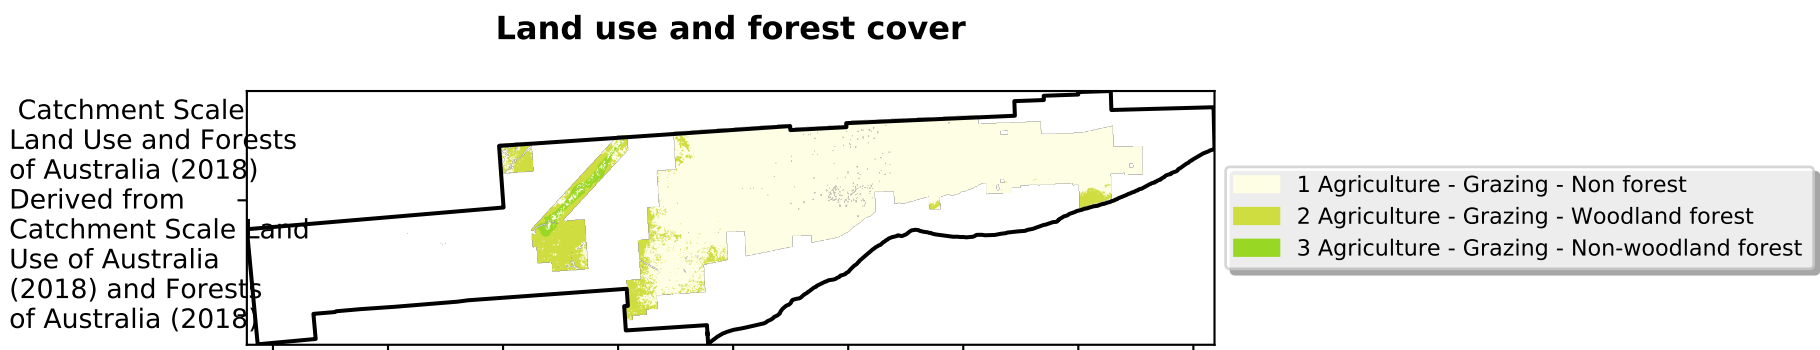 Land use and forest cover
Catchment Scale
Land Use and Forests
of Australia (2018)
Derived from
Catchment Scale Land
Use of Australia
(2018) and Forests
of Australia (2018)
1 Agriculture - Grazing - Non forest
2 Agriculture - Grazing - Woodland forest
3 Agriculture - Grazing - Non-woodland forest